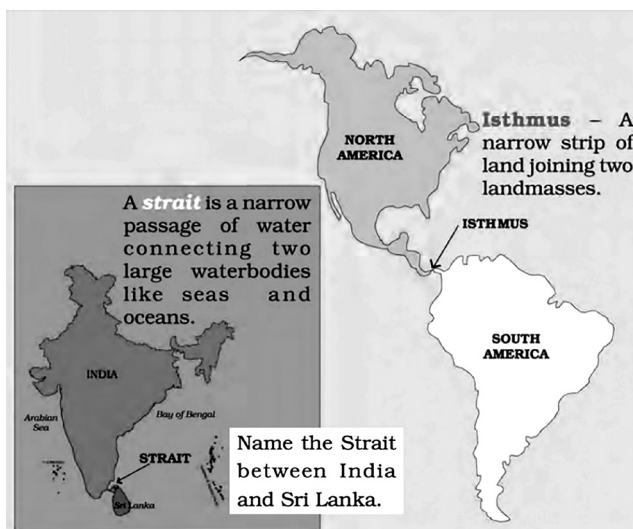 NORTH
AMERICA
Isthmus – A
narrow strip of
land joining two
landmasses.
ISTHMUS
SOUTH
AMERICA
A strait is a narrow
passage of water
connecting two
large waterbodies
like seas and
oceans.
INDIA
Arabian
Sea
Bay of Bengal
STRAIT
Sri Lanka
Name the Strait
between India
and Sri Lanka.